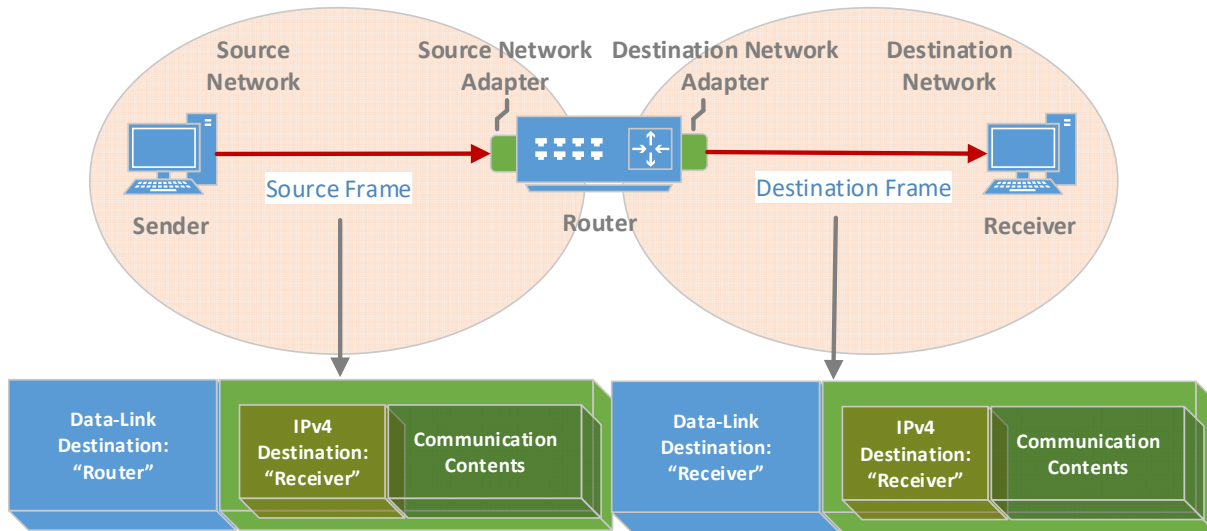 Source
Network
Source Network
Adapter
Destination Network
Adapter
Destination
Network
Source Frame
Destination Frame
Sender
Router
Receiver
Data-Link
Destination:
“Router”
IPv4
Destination:
“Receiver”
Communication
Contents
Data-Link
Destination:
“Receiver”
IPv4
Destination:
“Receiver”
Communication
Contents